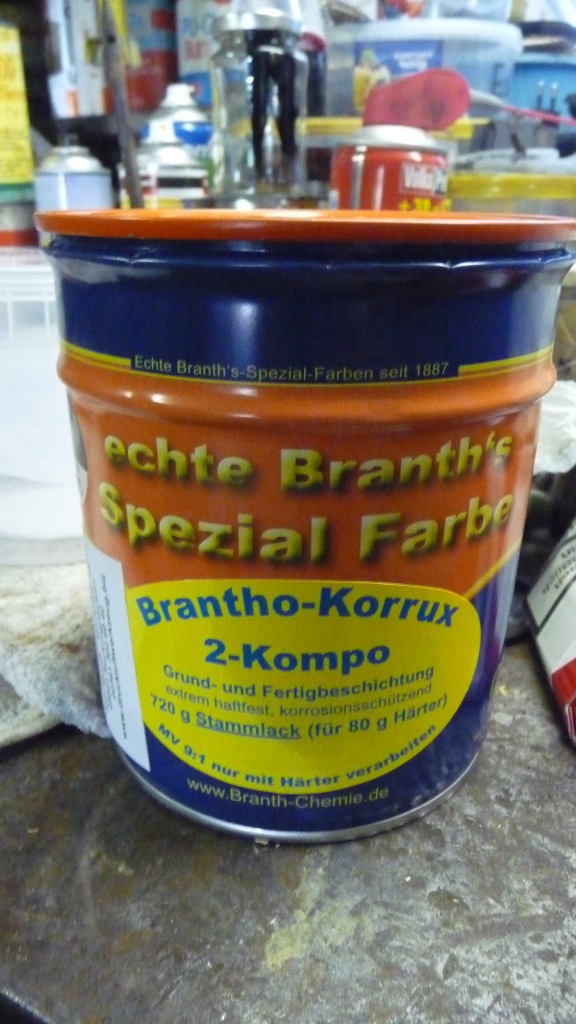 Echte Branth's-Spezial-Farben seit 1887
echte Branth's
Spezial Farbe
Brantho-Korrux
2-Kompo
Grund- und Fertigbeschichtung
extrem haftfest, korrosionsschützend
720 g Stammlack (für 80 g Härter)
MV 9:1 nur mit Härter verarbeiten
www.Branth-Chemie.de